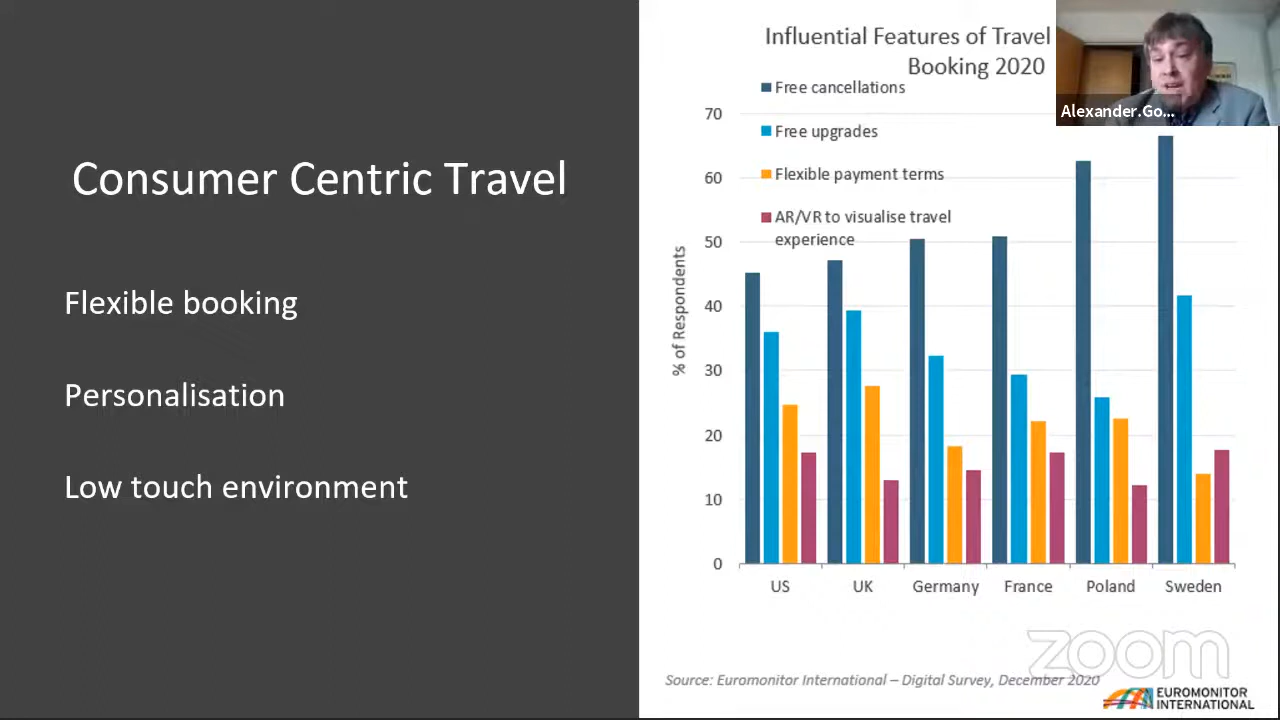 Consumer Centric Travel
Flexible booking
Personalisation
Low touch environment
Influential Features of Travel
Booking 2020
Free cancellations
Free upgrades
Flexible payment terms
AR/VR to visualise travel
experience
% of Respondents
70
60
50
40
30
20
10
0
US UK Germany France Poland Sweden
Alexander.Go...
zoom
Source: Euromonitor International – Digital Survey, December 2020
EUROMONITOR
INTERNATIONAL